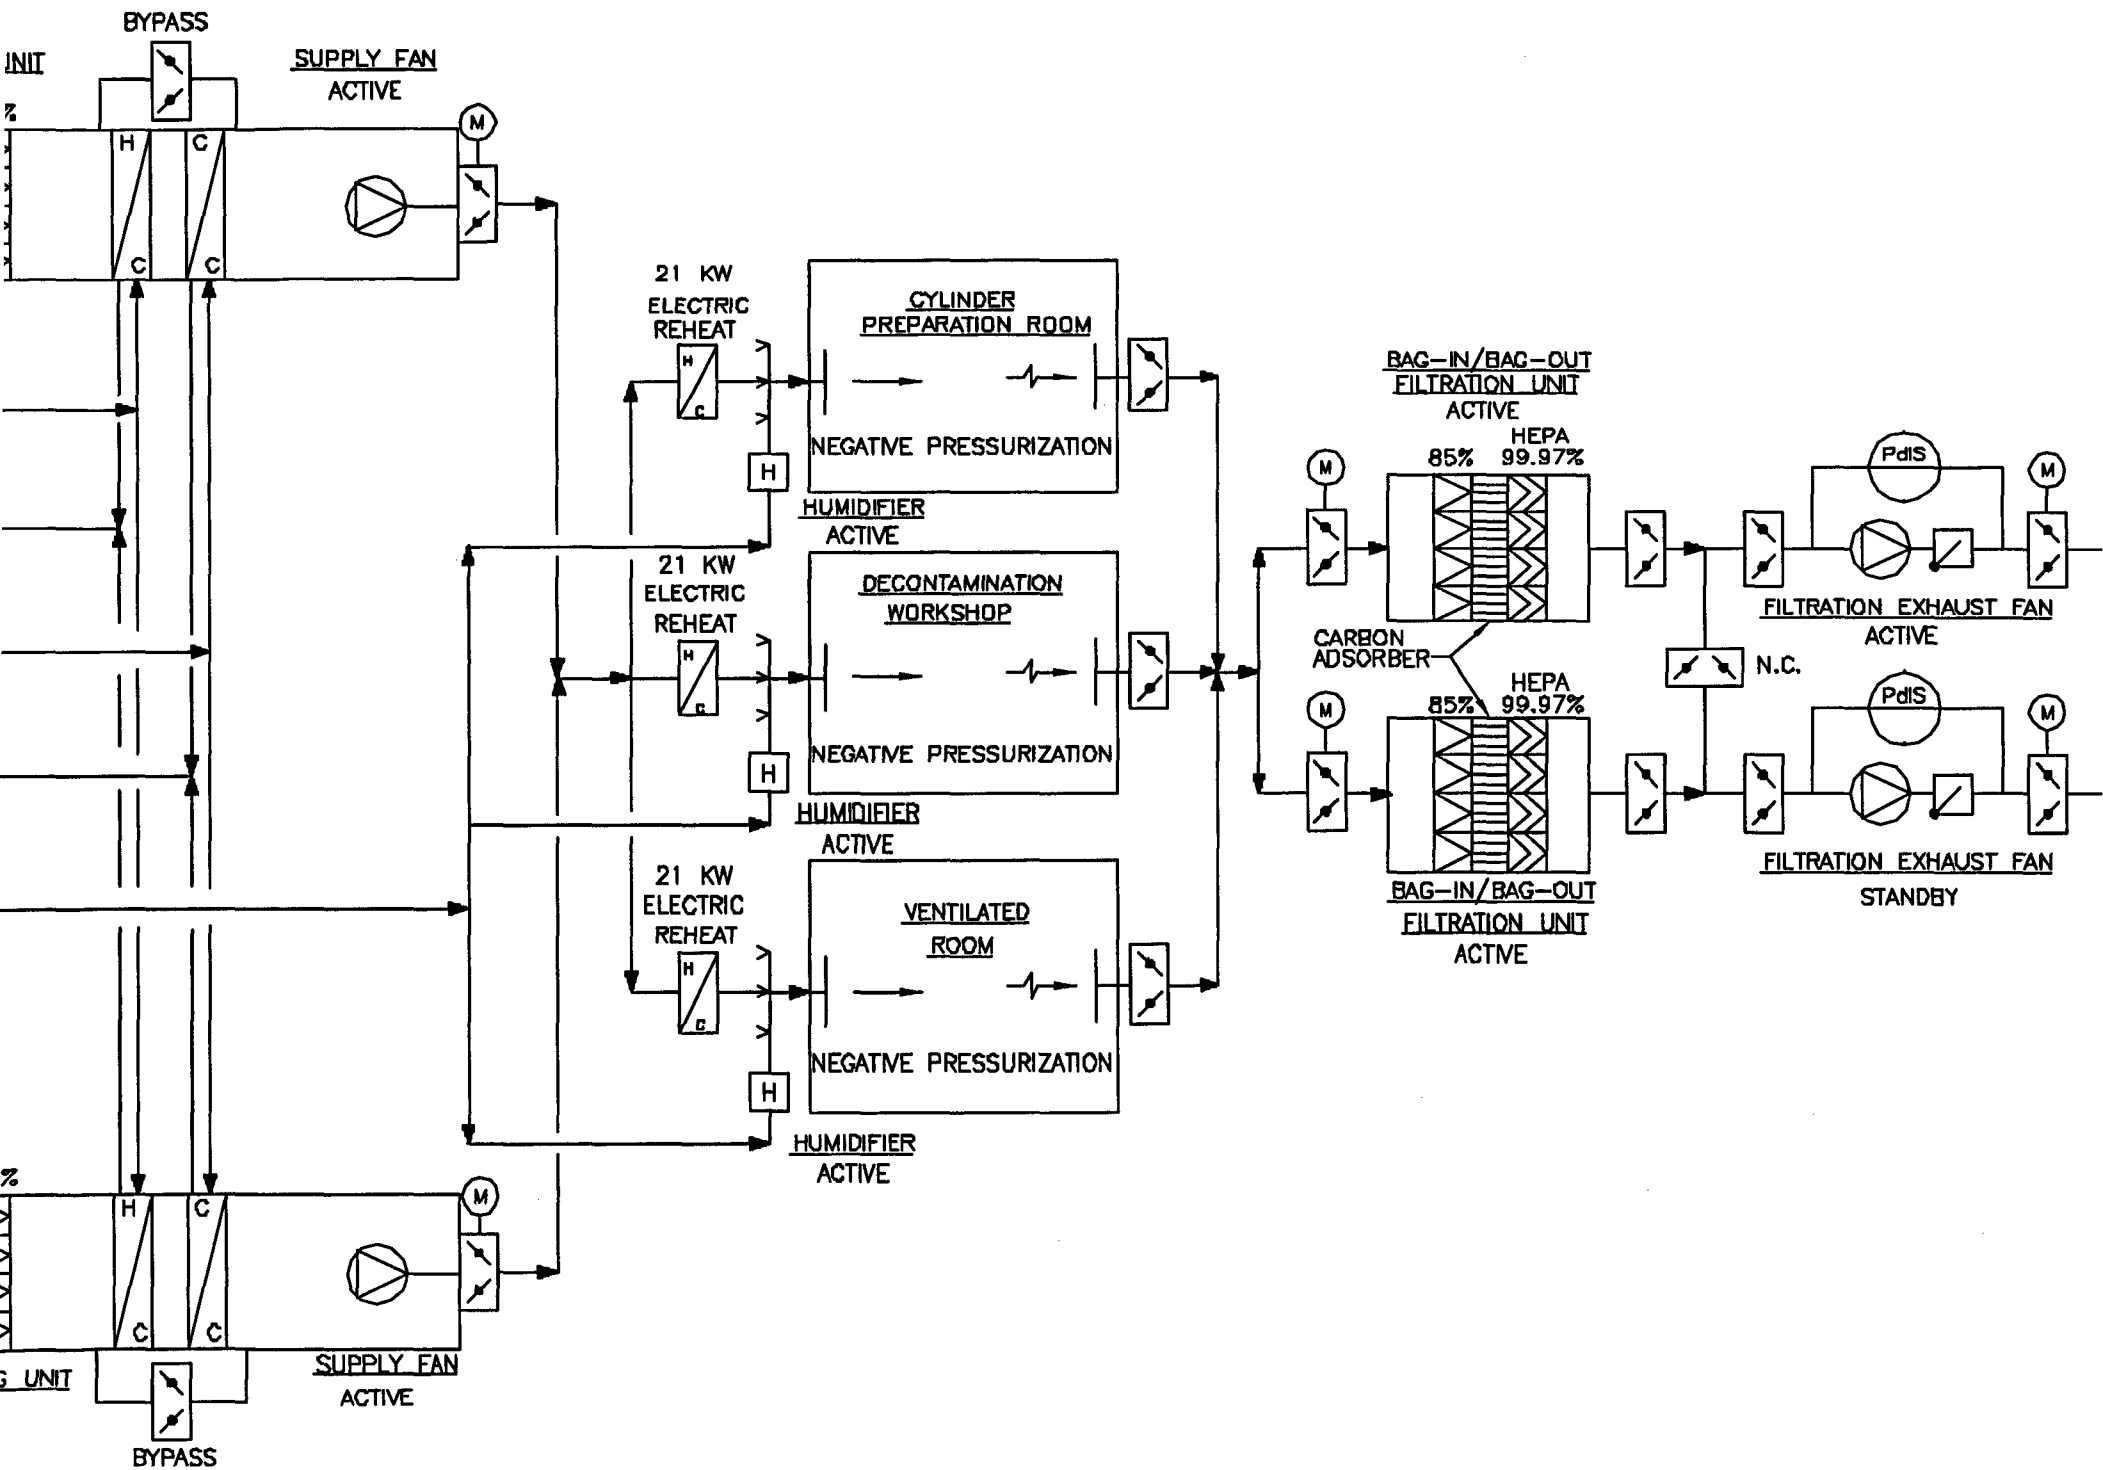 BYPASS
UNIT
SUPPLY FAN
ACTIVE
%
M
H
C
C
C
21 KW
ELECTRIC
REHEAT
H
C
H
CYLINDER
PREPARATION ROOM
NEGATIVE PRESSURIZATION
HUMIDIFIER
ACTIVE
21 KW
ELECTRIC
REHEAT
H
C
H
DECONTAMINATION
WORKSHOP
NEGATIVE PRESSURIZATION
HUMIDIFIER
ACTIVE
21 KW
ELECTRIC
REHEAT
H
C
H
VENTILATED
ROOM
NEGATIVE PRESSURIZATION
HUMIDIFIER
ACTIVE
BAG-IN/BAG-OUT
FILTRATION UNIT
ACTIVE
HEPA
85% 99.97%
M
PdIS
M
FILTRATION EXHAUST FAN
ACTIVE
CARBON
ADSORBER
N.C.
HEPA
85% 99.97%
M
PdIS
M
BAG-IN/BAG-OUT
FILTRATION UNIT
ACTIVE
FILTRATION EXHAUST FAN
STANDBY
%
M
H
C
C
C
G UNIT
SUPPLY FAN
ACTIVE
BYPASS